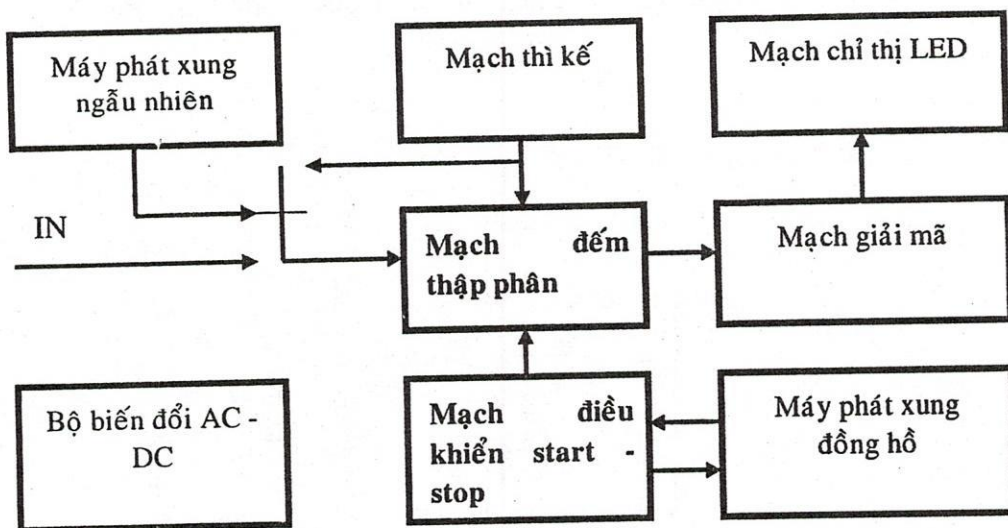 Máy phát xung
ngẫu nhiên
Mạch thì kế
Mạch chỉ thị LED
IN
Mạch đếm
thập phân
Mạch giải mã
Bộ biến đổi AC -
DC
Mạch điều
khiển start -
stop
Máy phát xung
đồng hồ